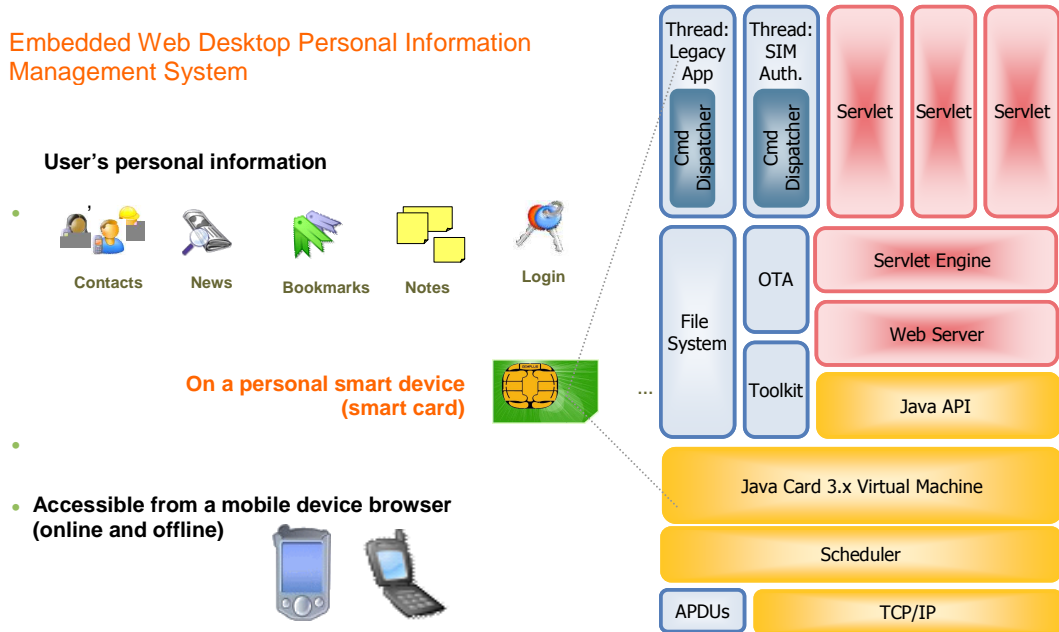 Embedded Web Desktop Personal Information
Management System
User's personal information
,
Contacts
News
Bookmarks
Notes
Login
On a personal smart device
(smart card)
...
Accessible from a mobile device browser
(online and offline)
Thread:
Legacy
App
Cmd
Dispatcher
Thread:
SIM
Auth.
Cmd
Dispatcher
Servlet
Servlet
Servlet
File
System
OTA
Toolkit
Servlet Engine
Web Server
Java API
Java Card 3.x Virtual Machine
Scheduler
APDUs
TCP/IP